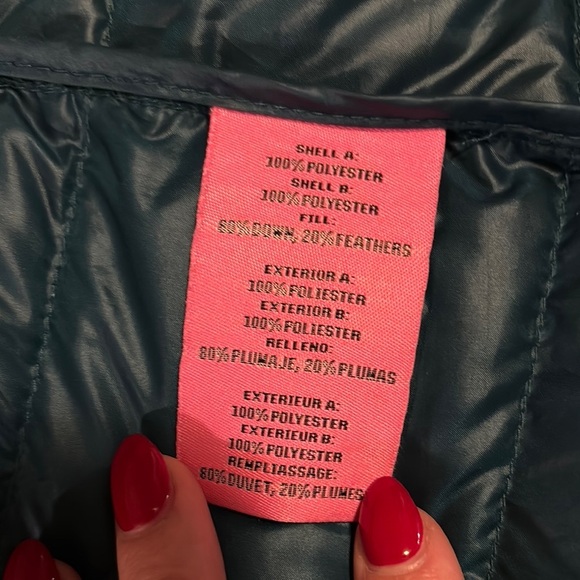 SHELL A:
100% POLYESTER
SHELL B:
100% POLYESTER
FILL:
80% DOWN, 20% FEATHERS
EXTERIOR A:
100% POLIESTER
EXTERIOR B:
100% POLIESTER
RELLENO:
80% PLUMAJE, 20% PLUMAS
EXTERIEUR A:
100% POLYESTER
EXTERIEUR B:
100% POLYESTER
REMPLIASSAGE:
80% DUVET, 20% PLUMES